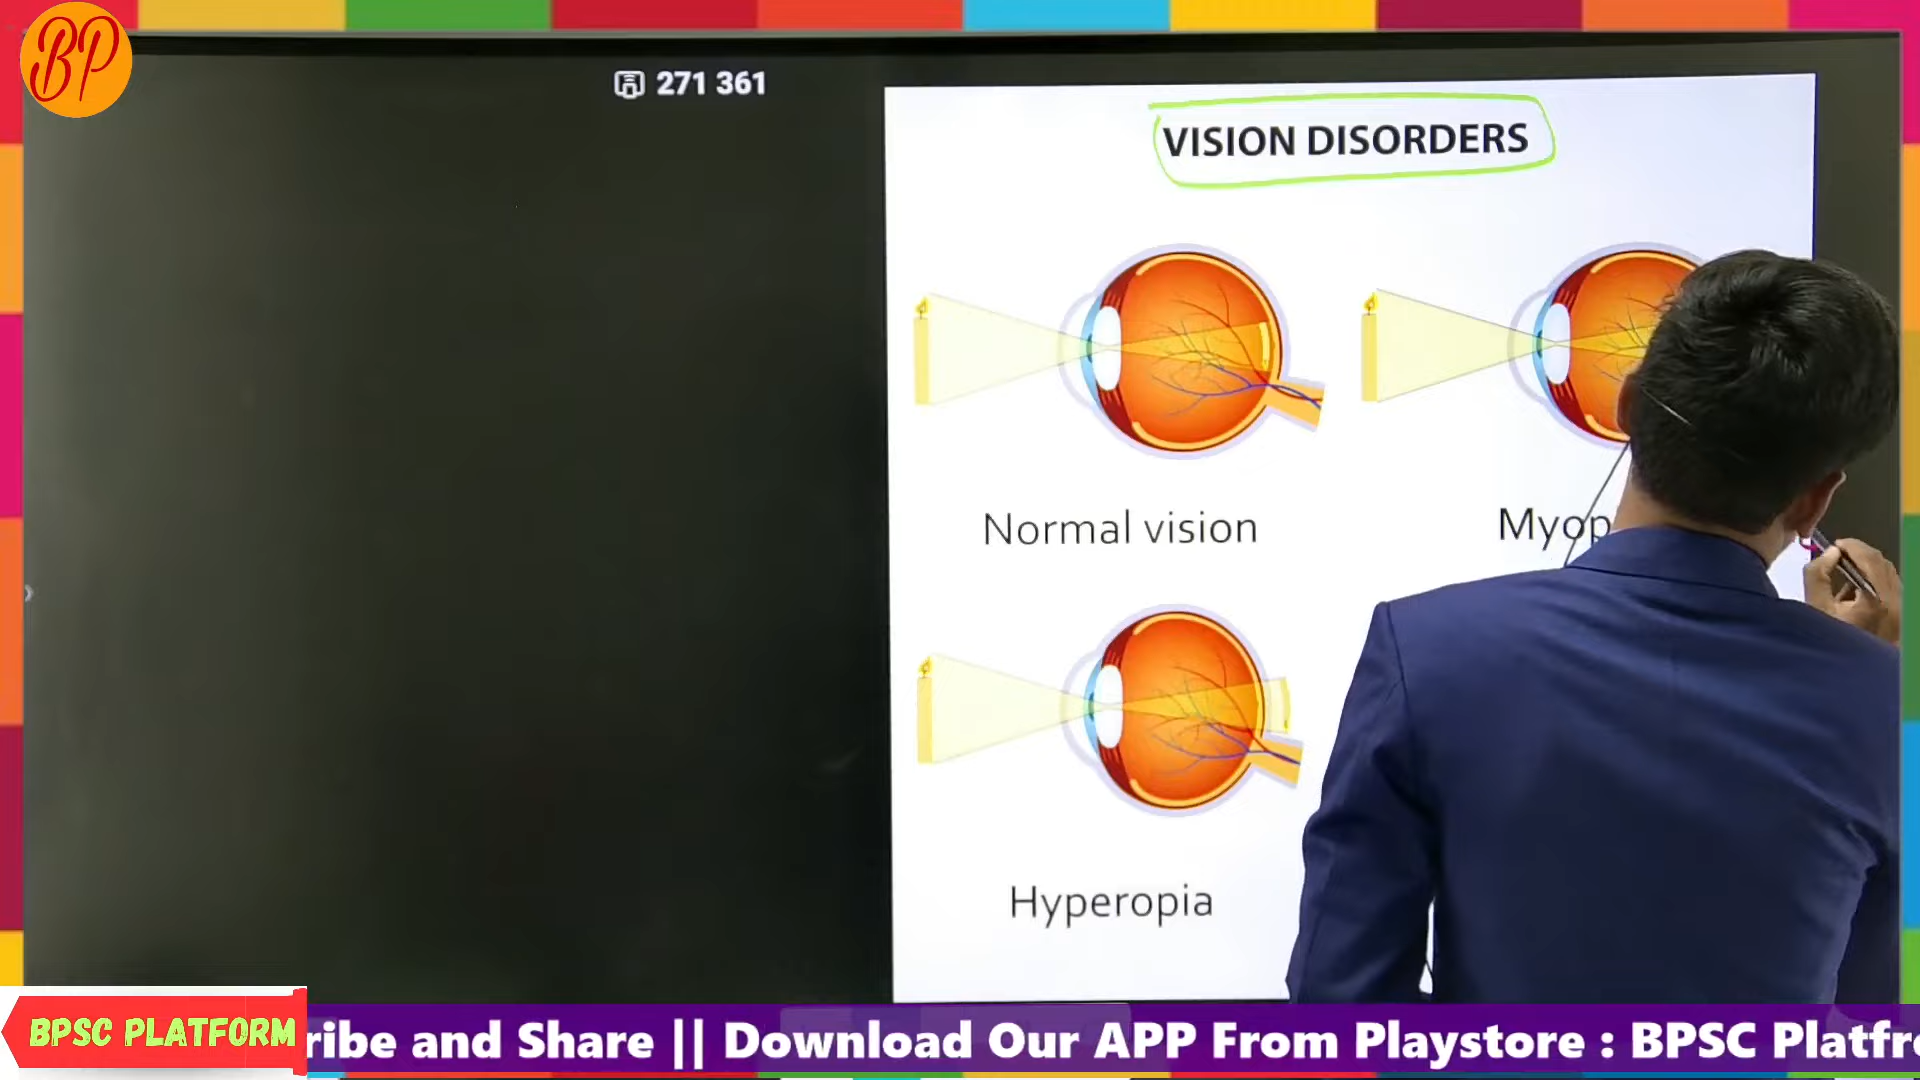 BP
271 361
VISION DISORDERS
Normal vision
Myop
Hyperopia
BPSC PLATFORM
ribe and Share || Download Our APP From Playstore : BPSC Platfr